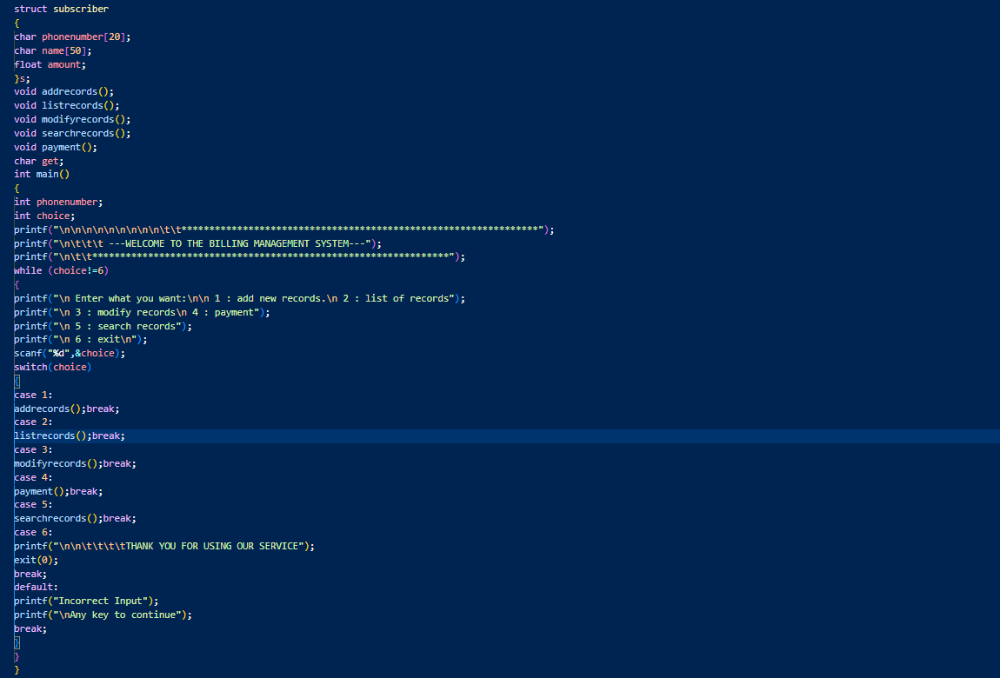 struct subscriber
{
char phonenumber[20];
char name[50];
float amount;
}s;
void addrecords();
void listrecords();
void modifyrecords();
void searchrecords();
void payment();
char get;
int main()
{
int phonenumber;
int choice;
printf("\n\n\n\n\n\n\n\n\n\t\t****************************************************************");
printf("\n\t\t\t ---WELCOME TO THE BILLING MANAGEMENT SYSTEM---");
printf("\n\t\t****************************************************************");
while (choice!=6)
{
printf("\n Enter what you want:\n\n 1 : add new records.\n 2 : list of records");
printf("\n 3 : modify records\n 4 : payment");
printf("\n 5 : search records");
printf("\n 6 : exit\n");
scanf("%d",&choice);
switch(choice)
{
case 1:
addrecords();break;
case 2:
listrecords();break;
case 3:
modifyrecords();break;
case 4:
payment();break;
case 5:
searchrecords();break;
case 6:
printf("\n\n\t\t\t\tTHANK YOU FOR USING OUR SERVICE");
exit(0);
break;
default:
printf("Incorrect Input");
printf("\nAny key to continue");
break;
}
}
}